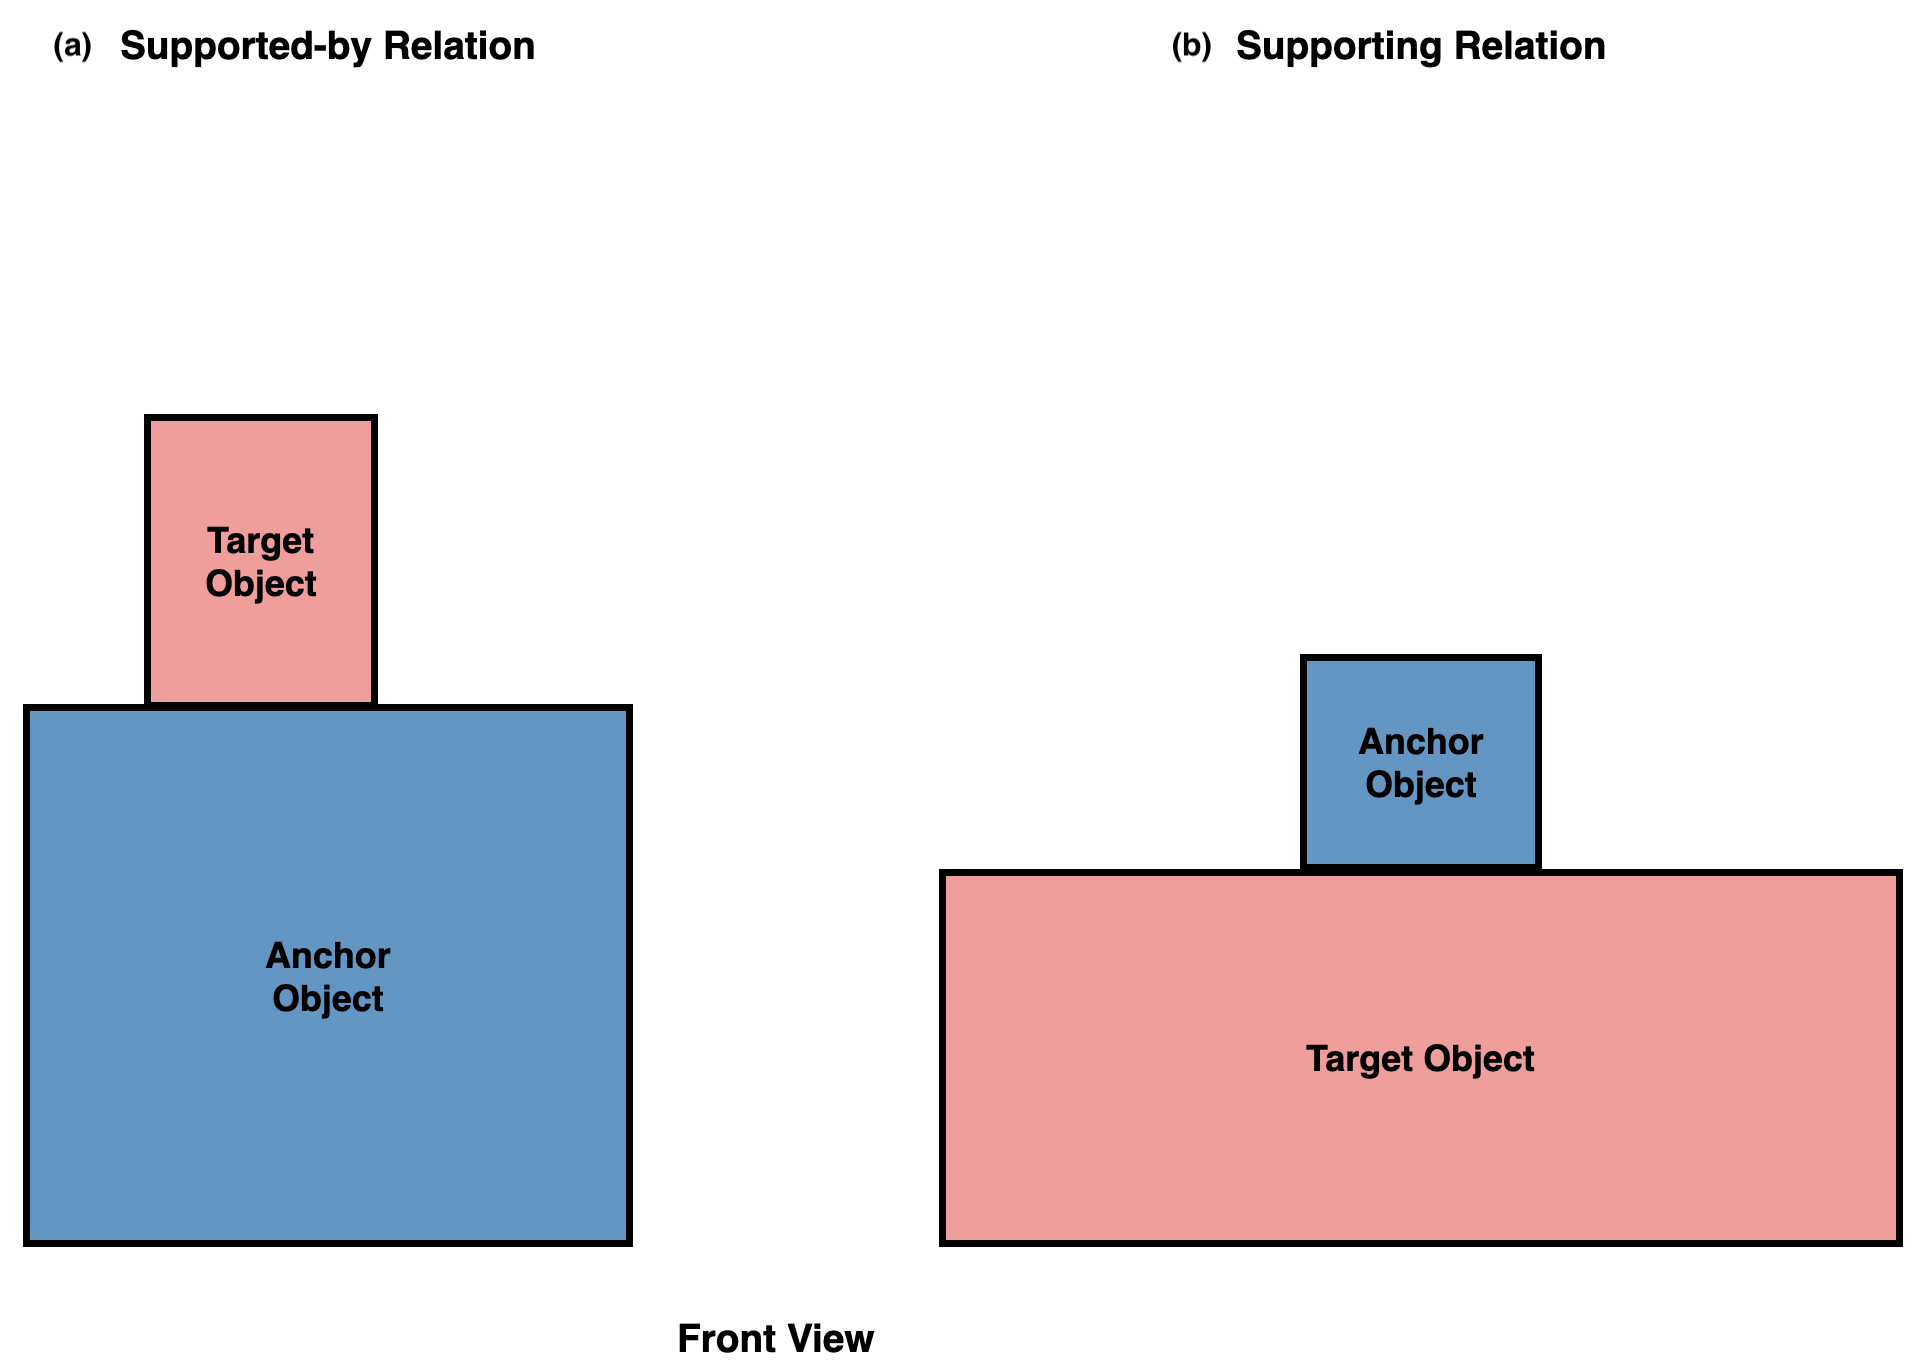 (a) Supported-by Relation
(b) Supporting Relation
Target
Object
Anchor
Object
Anchor
Object
Target Object
Front View